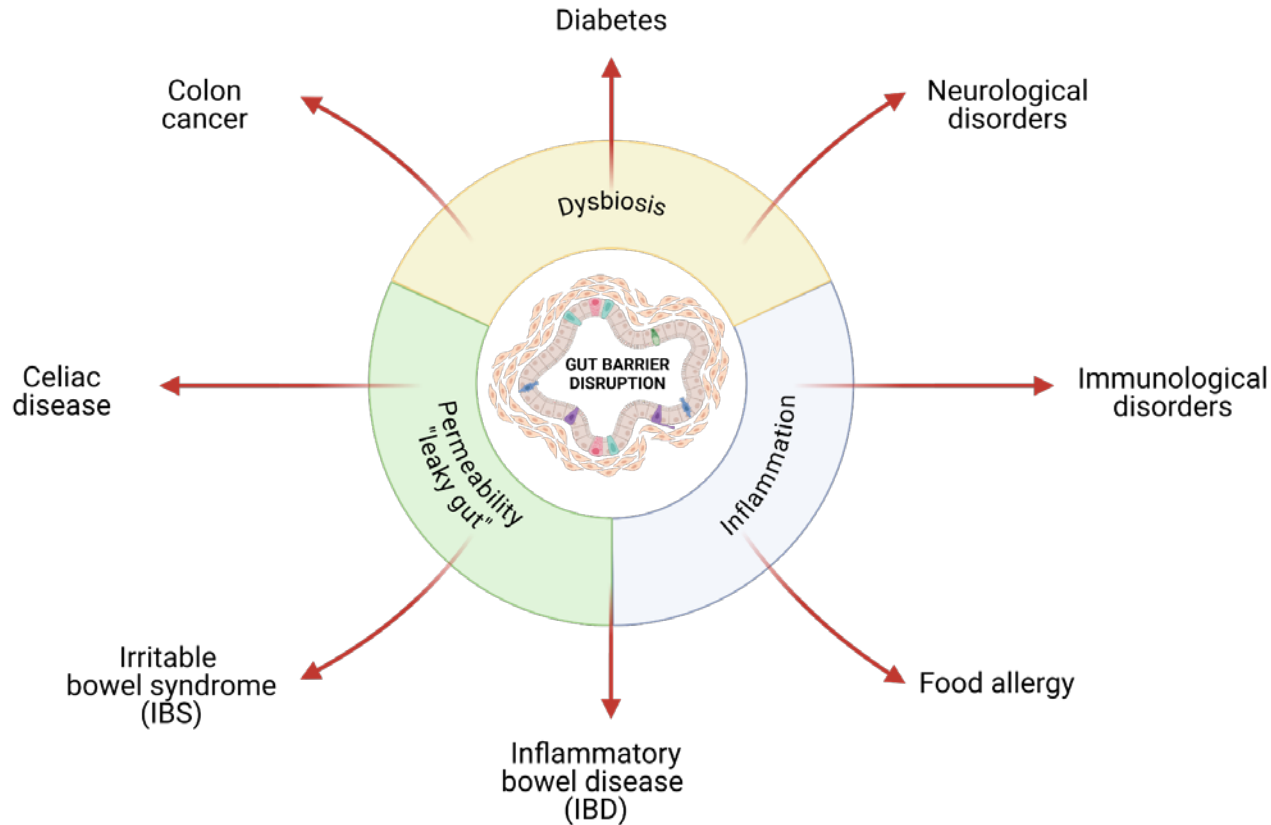 Diabetes
Colon
cancer
Neurological
disorders
Dysbiosis
GUT BARRIER
DISRUPTION
Celiac
disease
Immunological
disorders
Permeability
"leaky gut"
Inflammation
Irritable
bowel syndrome
(IBS)
Food allergy
Inflammatory
bowel disease
(IBD)